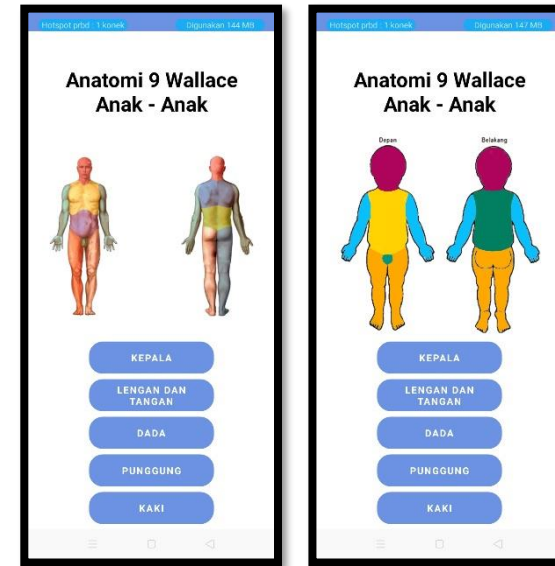 Hotspot prbd : 1 konek
Digunakan 144 MB
Anatomi 9 Wallace
Anak - Anak
KEPALA
LENGAN DAN
TANGAN
DADA
PUNGGUNG
KAKI
Hotspot prbd : 1 konek
Digunakan 147 MB
Anatomi 9 Wallace
Anak - Anak
Depan
Belakang
KEPALA
LENGAN DAN
TANGAN
DADA
PUNGGUNG
KAKI